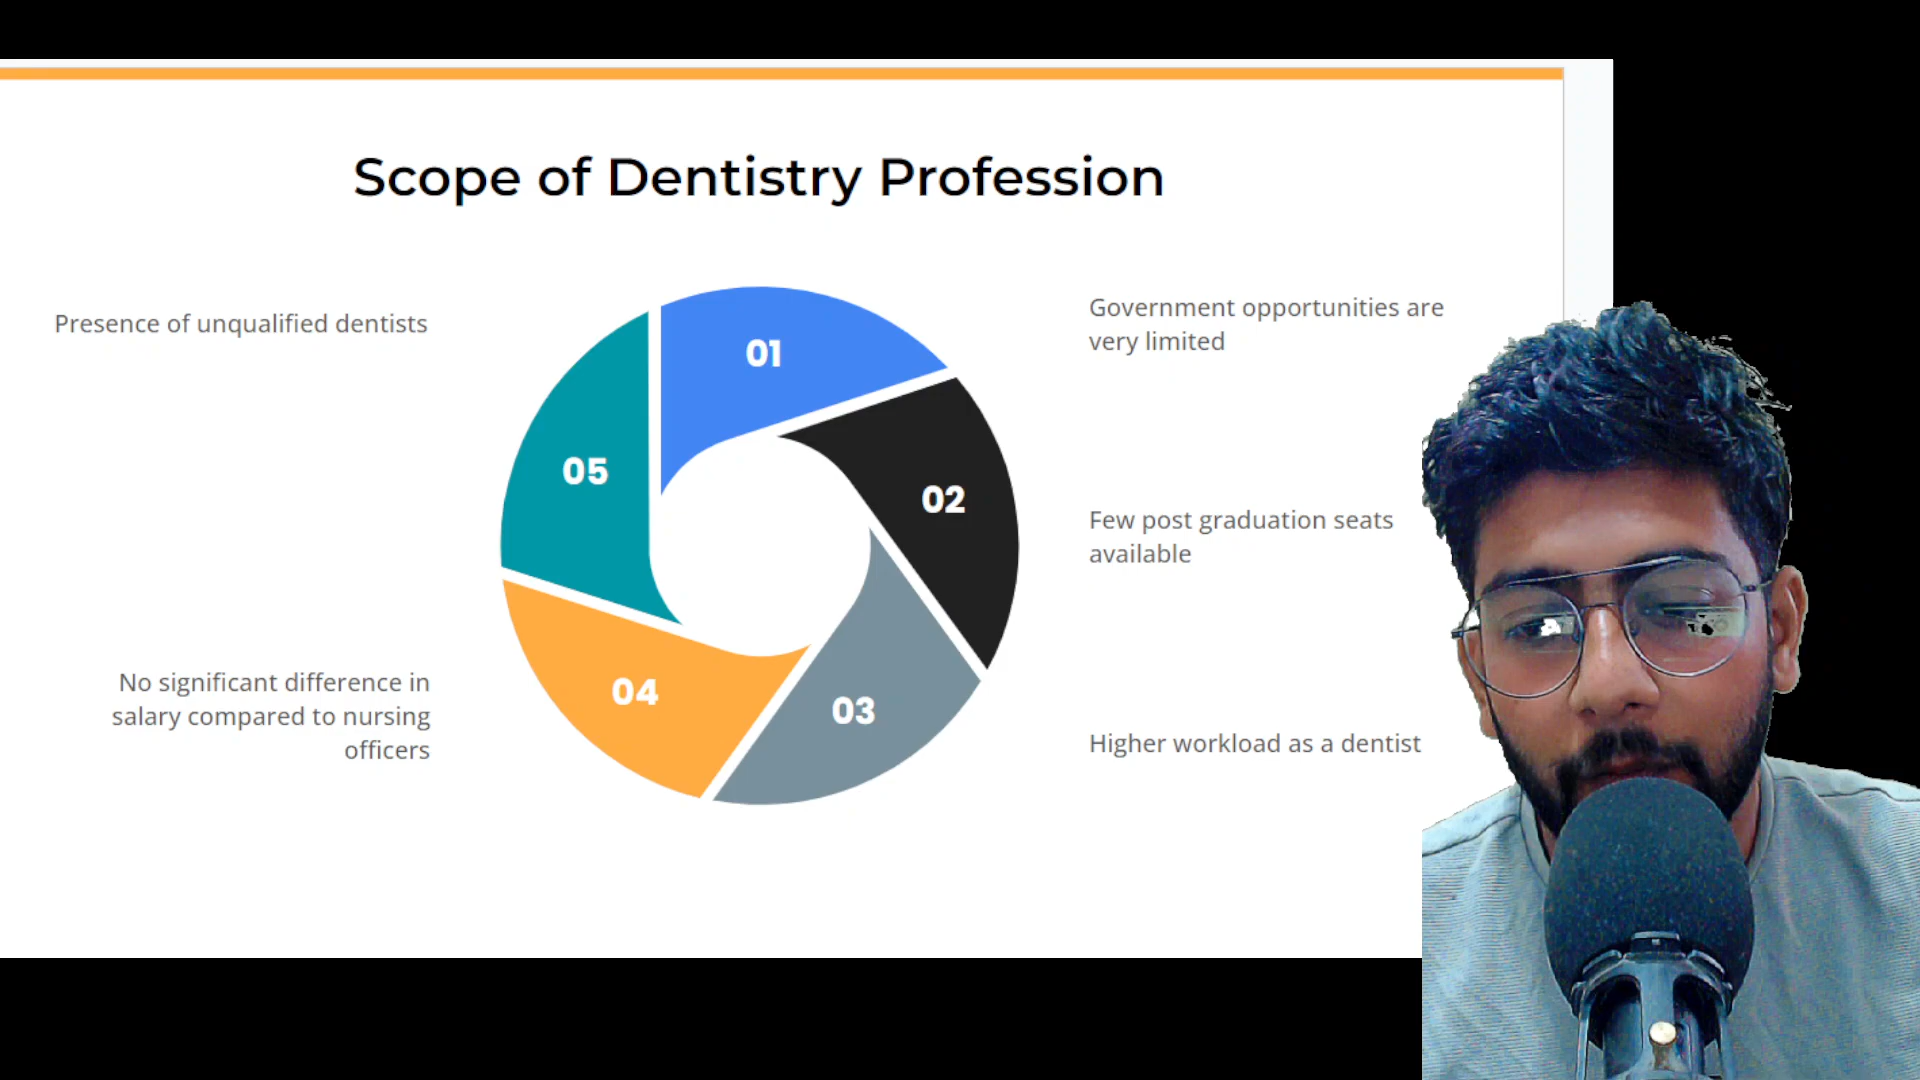 Scope of Dentistry Profession
Presence of unqualified dentists
01
Government opportunities are
very limited
05
02
Few post graduation seats
available
No significant difference in
salary compared to nursing
officers
04
03
Higher workload as a dentist